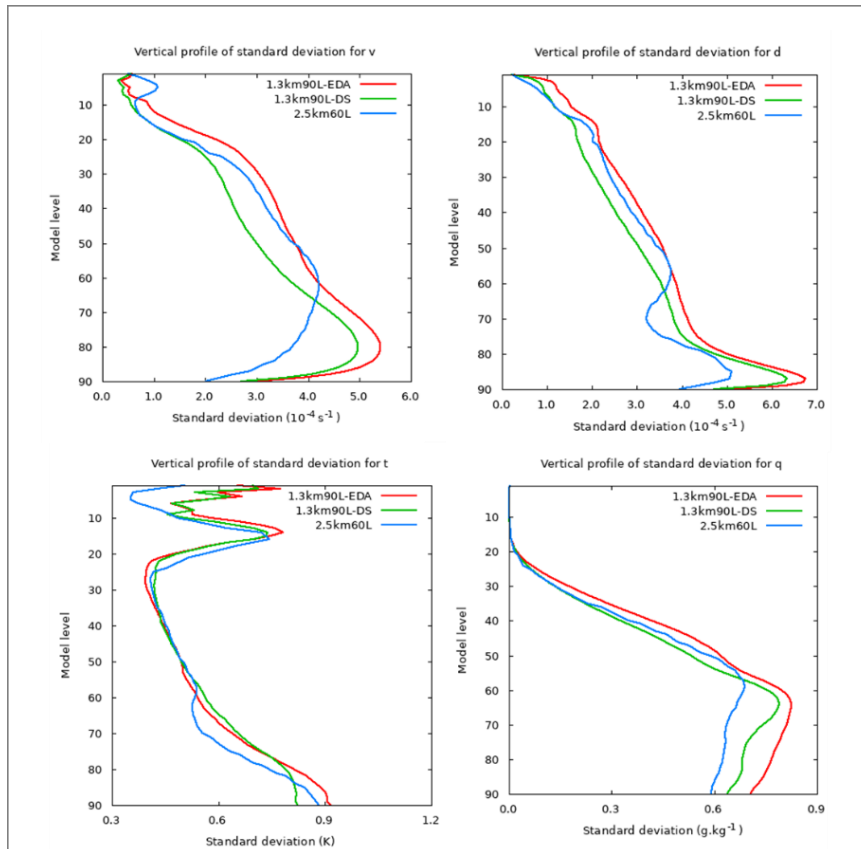 Vertical profile of standard deviation for v
1.3km90L-EDA
1.3km90L-DS
2.5km60L
10
20
30
40
50
60
70
80
90
Model level
0.0 1.0 2.0 3.0 4.0 5.0 6.0
Standard deviation (10⁻⁴ s⁻¹)
Vertical profile of standard deviation for d
1.3km90L-EDA
1.3km90L-DS
2.5km60L
10
20
30
40
50
60
70
80
90
Model level
0.0 1.0 2.0 3.0 4.0 5.0 6.0 7.0
Standard deviation (10⁻⁴ s⁻¹)
Vertical profile of standard deviation for t
1.3km90L-EDA
1.3km90L-DS
2.5km60L
10
20
30
40
50
60
70
80
90
Model level
0.3 0.6 0.9 1.2
Standard deviation (K)
Vertical profile of standard deviation for q
1.3km90L-EDA
1.3km90L-DS
2.5km60L
10
20
30
40
50
60
70
80
90
Model level
0.0 0.3 0.6 0.9
Standard deviation (g.kg⁻¹)